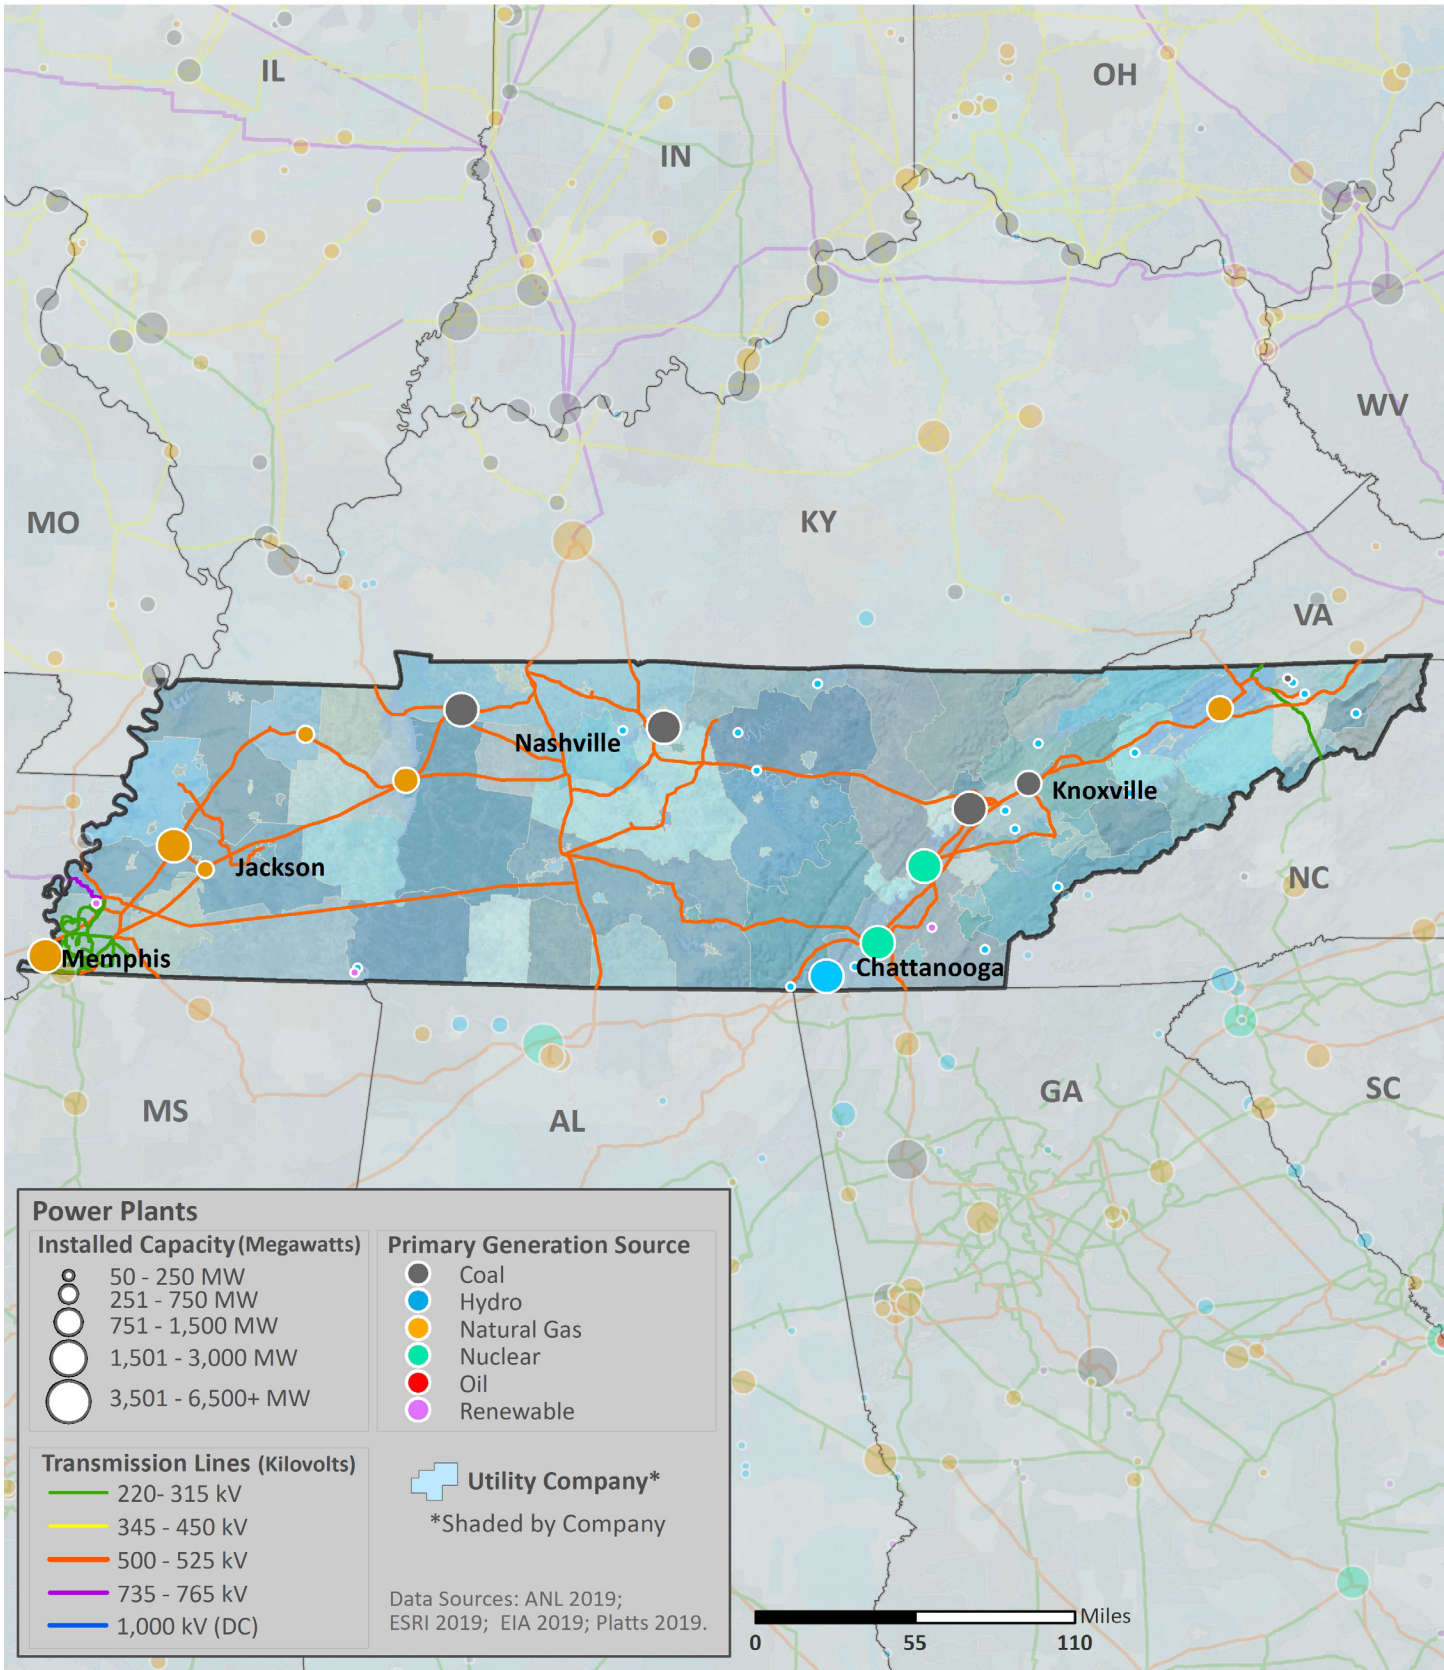 IL
OH
IN
WV
MO
KY
VA
Nashville
Knoxville
Jackson
NC
Memphis
Chattanooga
MS
AL
GA
SC
Power Plants
Installed Capacity (Megawatts)
50 - 250 MW
251 - 750 MW
751 - 1,500 MW
1,501 - 3,000 MW
3,501 - 6,500+ MW
Primary Generation Source
Coal
Hydro
Natural Gas
Nuclear
Oil
Renewable
Transmission Lines (Kilovolts)
220- 315 kV
345 - 450 kV
500 - 525 kV
735 - 765 kV
1,000 kV (DC)
Utility Company*
*Shaded by Company
Data Sources: ANL 2019;
ESRI 2019; EIA 2019; Platts 2019.
Miles
0 55 110